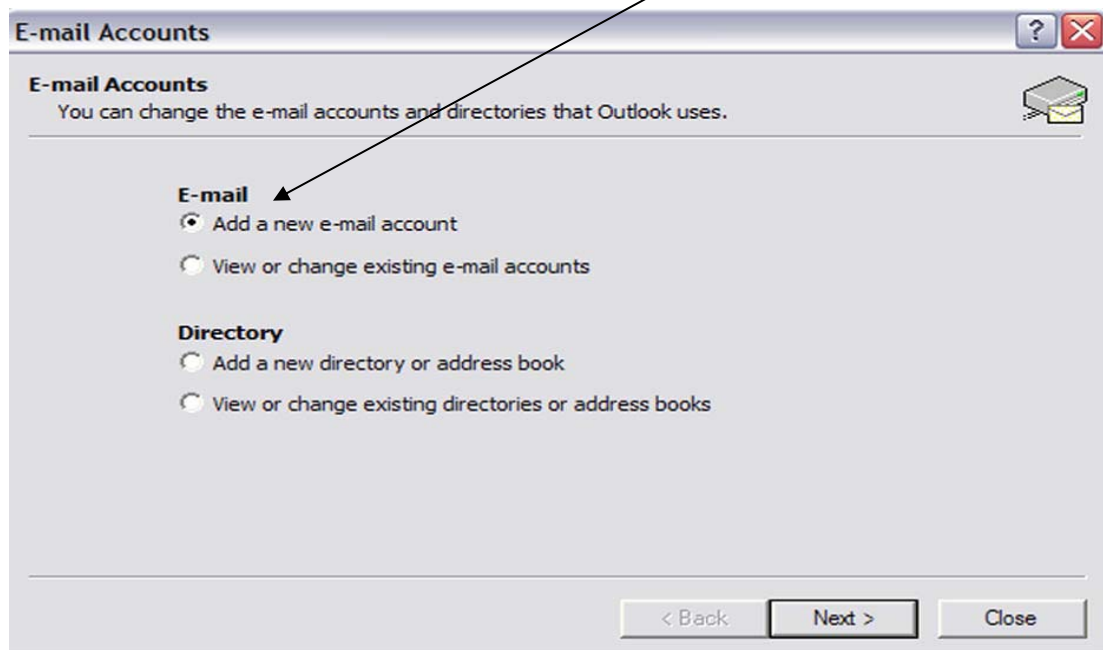 E-mail Accounts
E-mail Accounts
You can change the e-mail accounts and directories that Outlook uses.
E-mail
Add a new e-mail account
View or change existing e-mail accounts
Directory
Add a new directory or address book
View or change existing directories or address books
< Back Next > Close